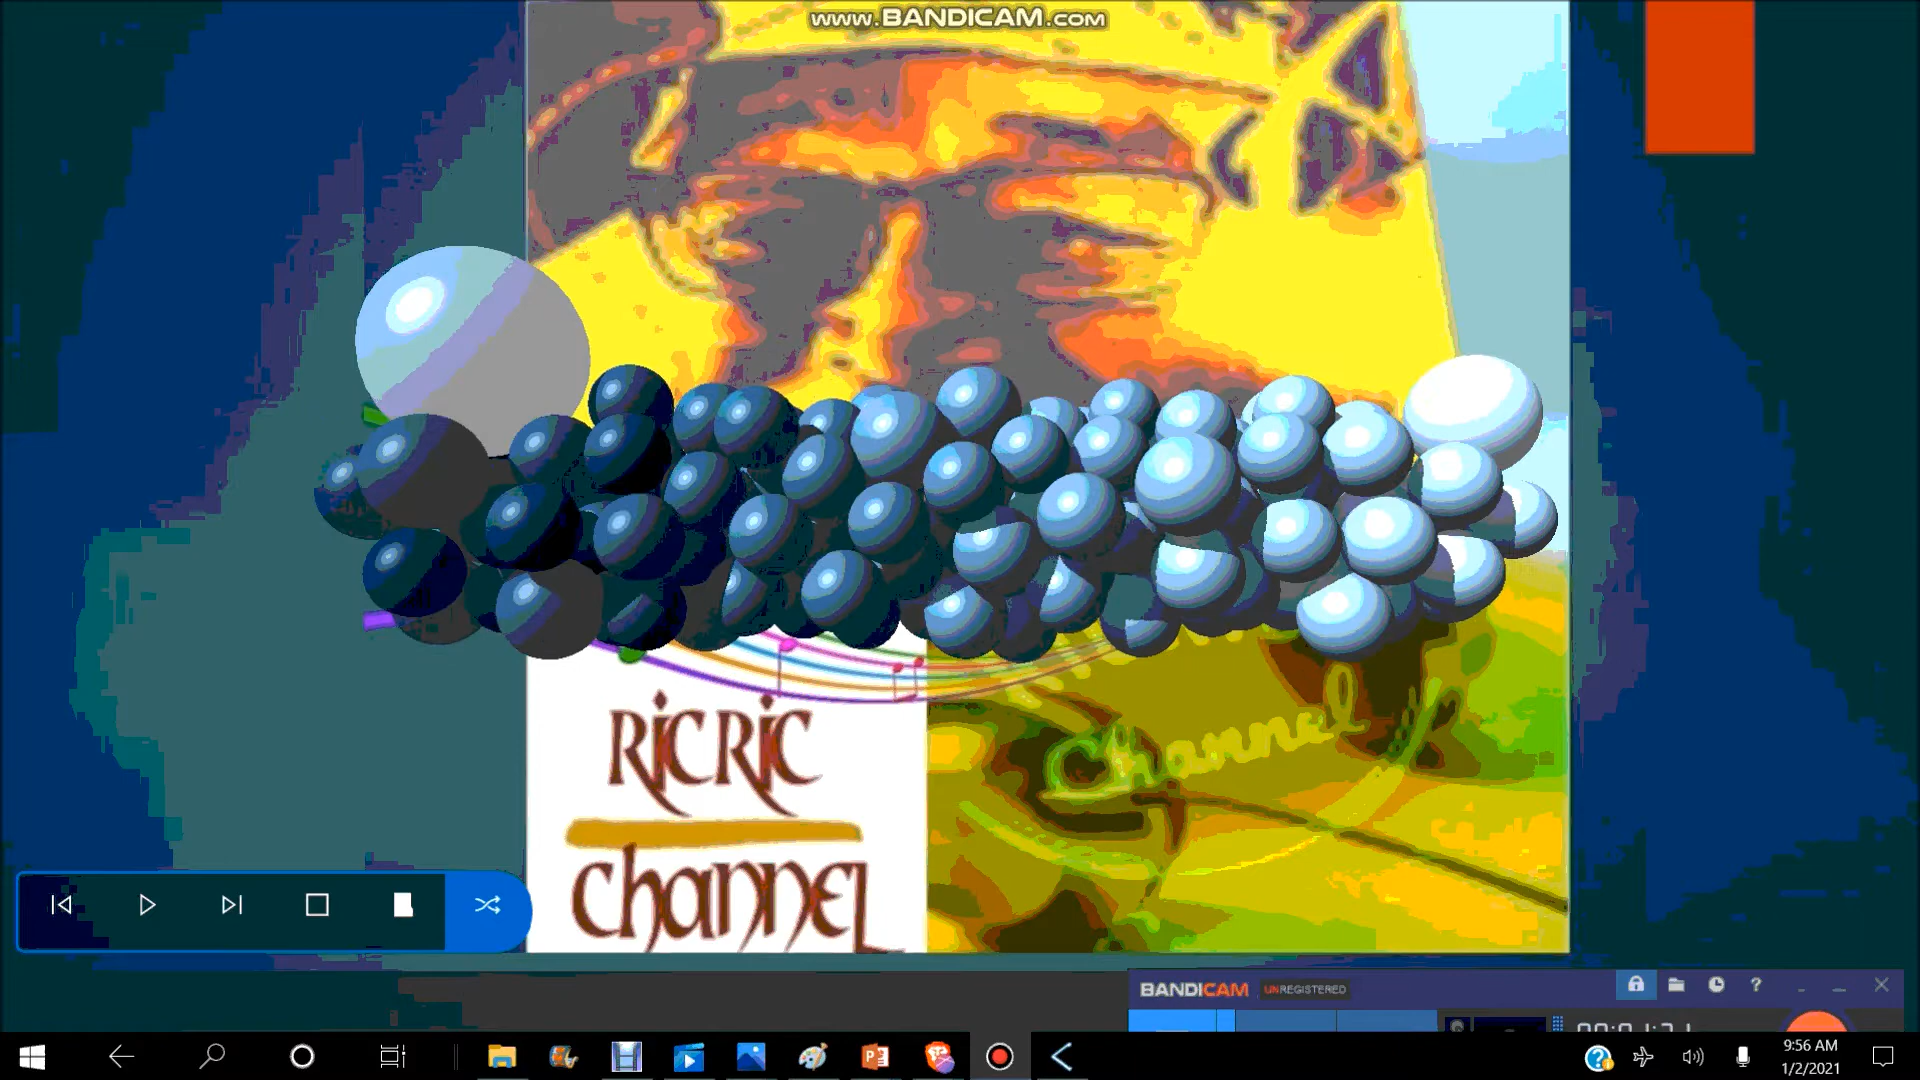 www.BANDICAM.com
RicRic
channel
Channel
BANDICAM UNREGISTERED
9:56 AM
1/2/2021